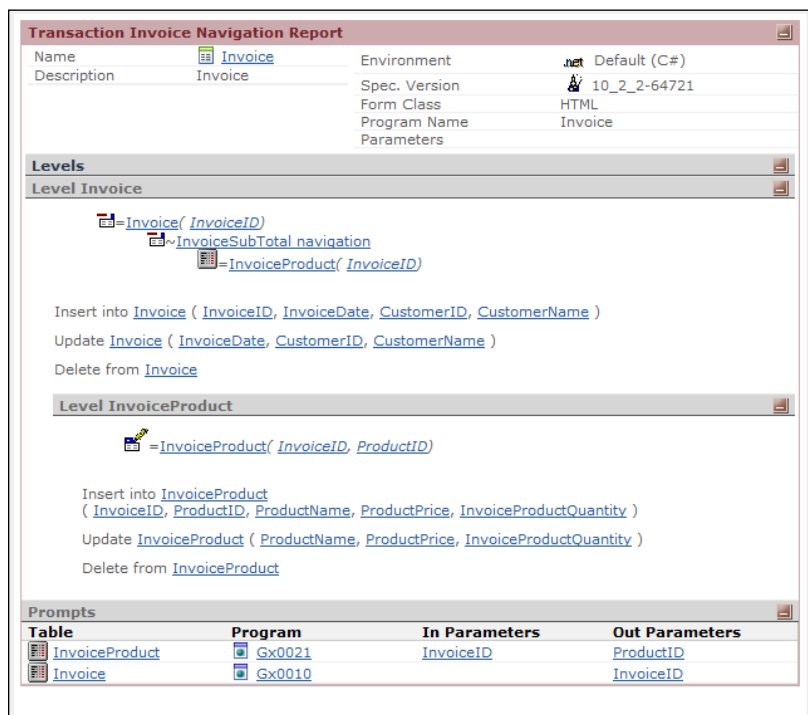 Transaction Invoice Navigation Report
Name Invoice Environment .net Default (C#)
Description Invoice
Spec. Version 10_2_2-64721
Form Class HTML
Program Name Invoice
Parameters
Levels
Level Invoice
=Invoice( InvoiceID)
~InvoiceSubTotal navigation
=InvoiceProduct( InvoiceID)
Insert into Invoice ( InvoiceID, InvoiceDate, CustomerID, CustomerName )
Update Invoice ( InvoiceDate, CustomerID, CustomerName )
Delete from Invoice
Level InvoiceProduct
=InvoiceProduct( InvoiceID, ProductID)
Insert into InvoiceProduct
( InvoiceID, ProductID, ProductName, ProductPrice, InvoiceProductQuantity )
Update InvoiceProduct ( ProductName, ProductPrice, InvoiceProductQuantity )
Delete from InvoiceProduct
Prompts
Table Program In Parameters Out Parameters
InvoiceProduct Gx0021 InvoiceID ProductID
Invoice Gx0010 InvoiceID